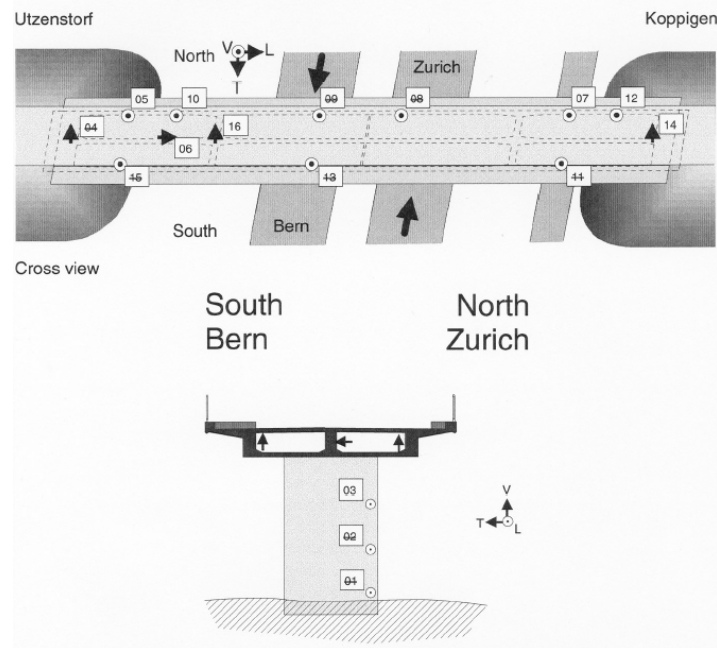 Utzenstorf
Koppigen
North
V
L
T
Zurich
05
10
09
08
07
12
04
16
14
06
15
13
11
South
Bern
Cross view
South
Bern
North
Zurich
03
02
01
V
T
L